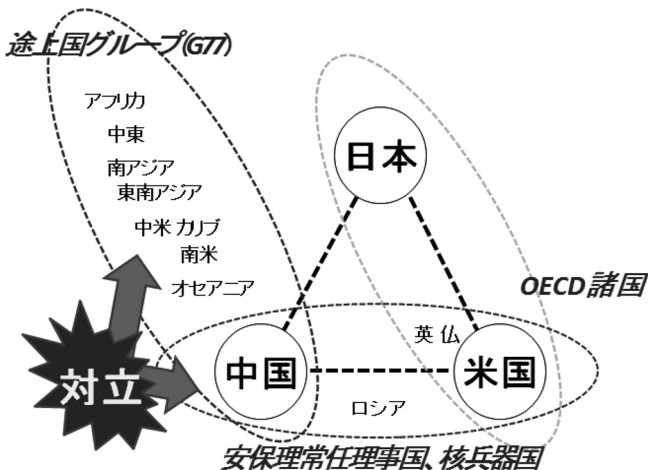 途上国グループ(G77)
アフリカ
中東
南アジア
東南アジア
中米 カリブ
南米
オセアニア
日本
OECD諸国
英 仏
中国
米国
対立
ロシア
安保理常任理事国、核兵器国